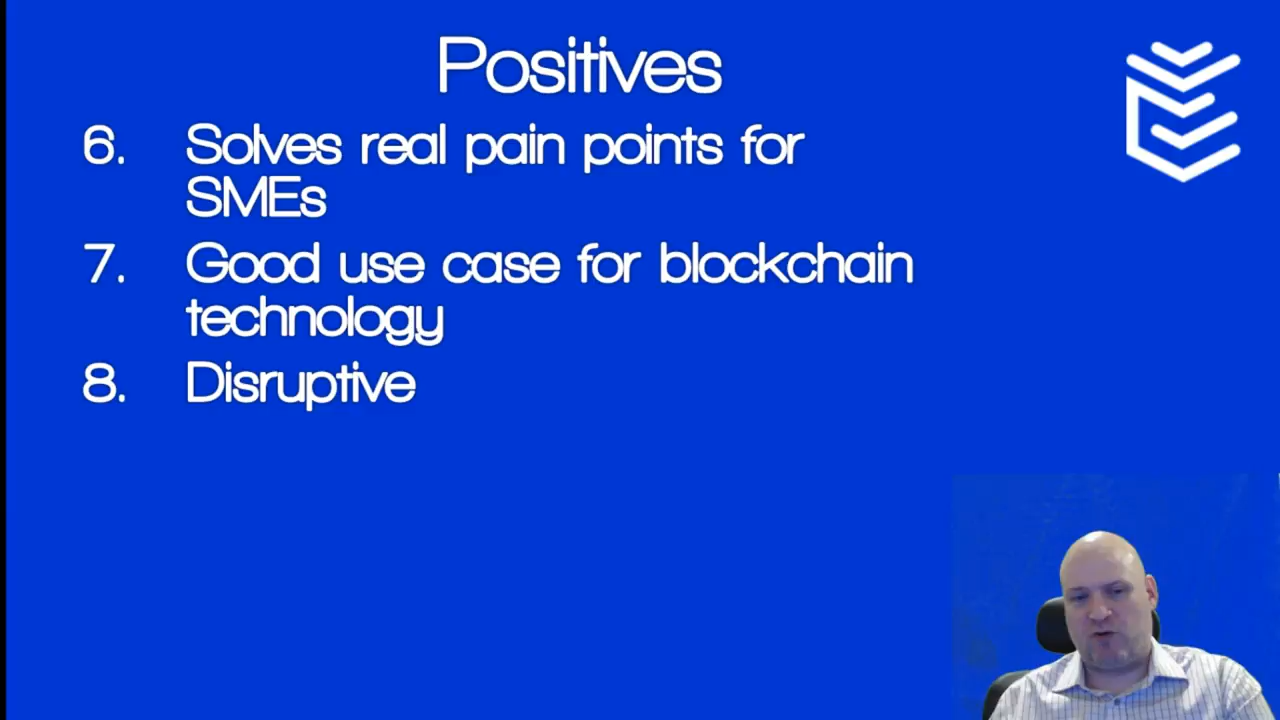 Positives
6. Solves real pain points for
SMEs
7. Good use case for blockchain
technology
8. Disruptive